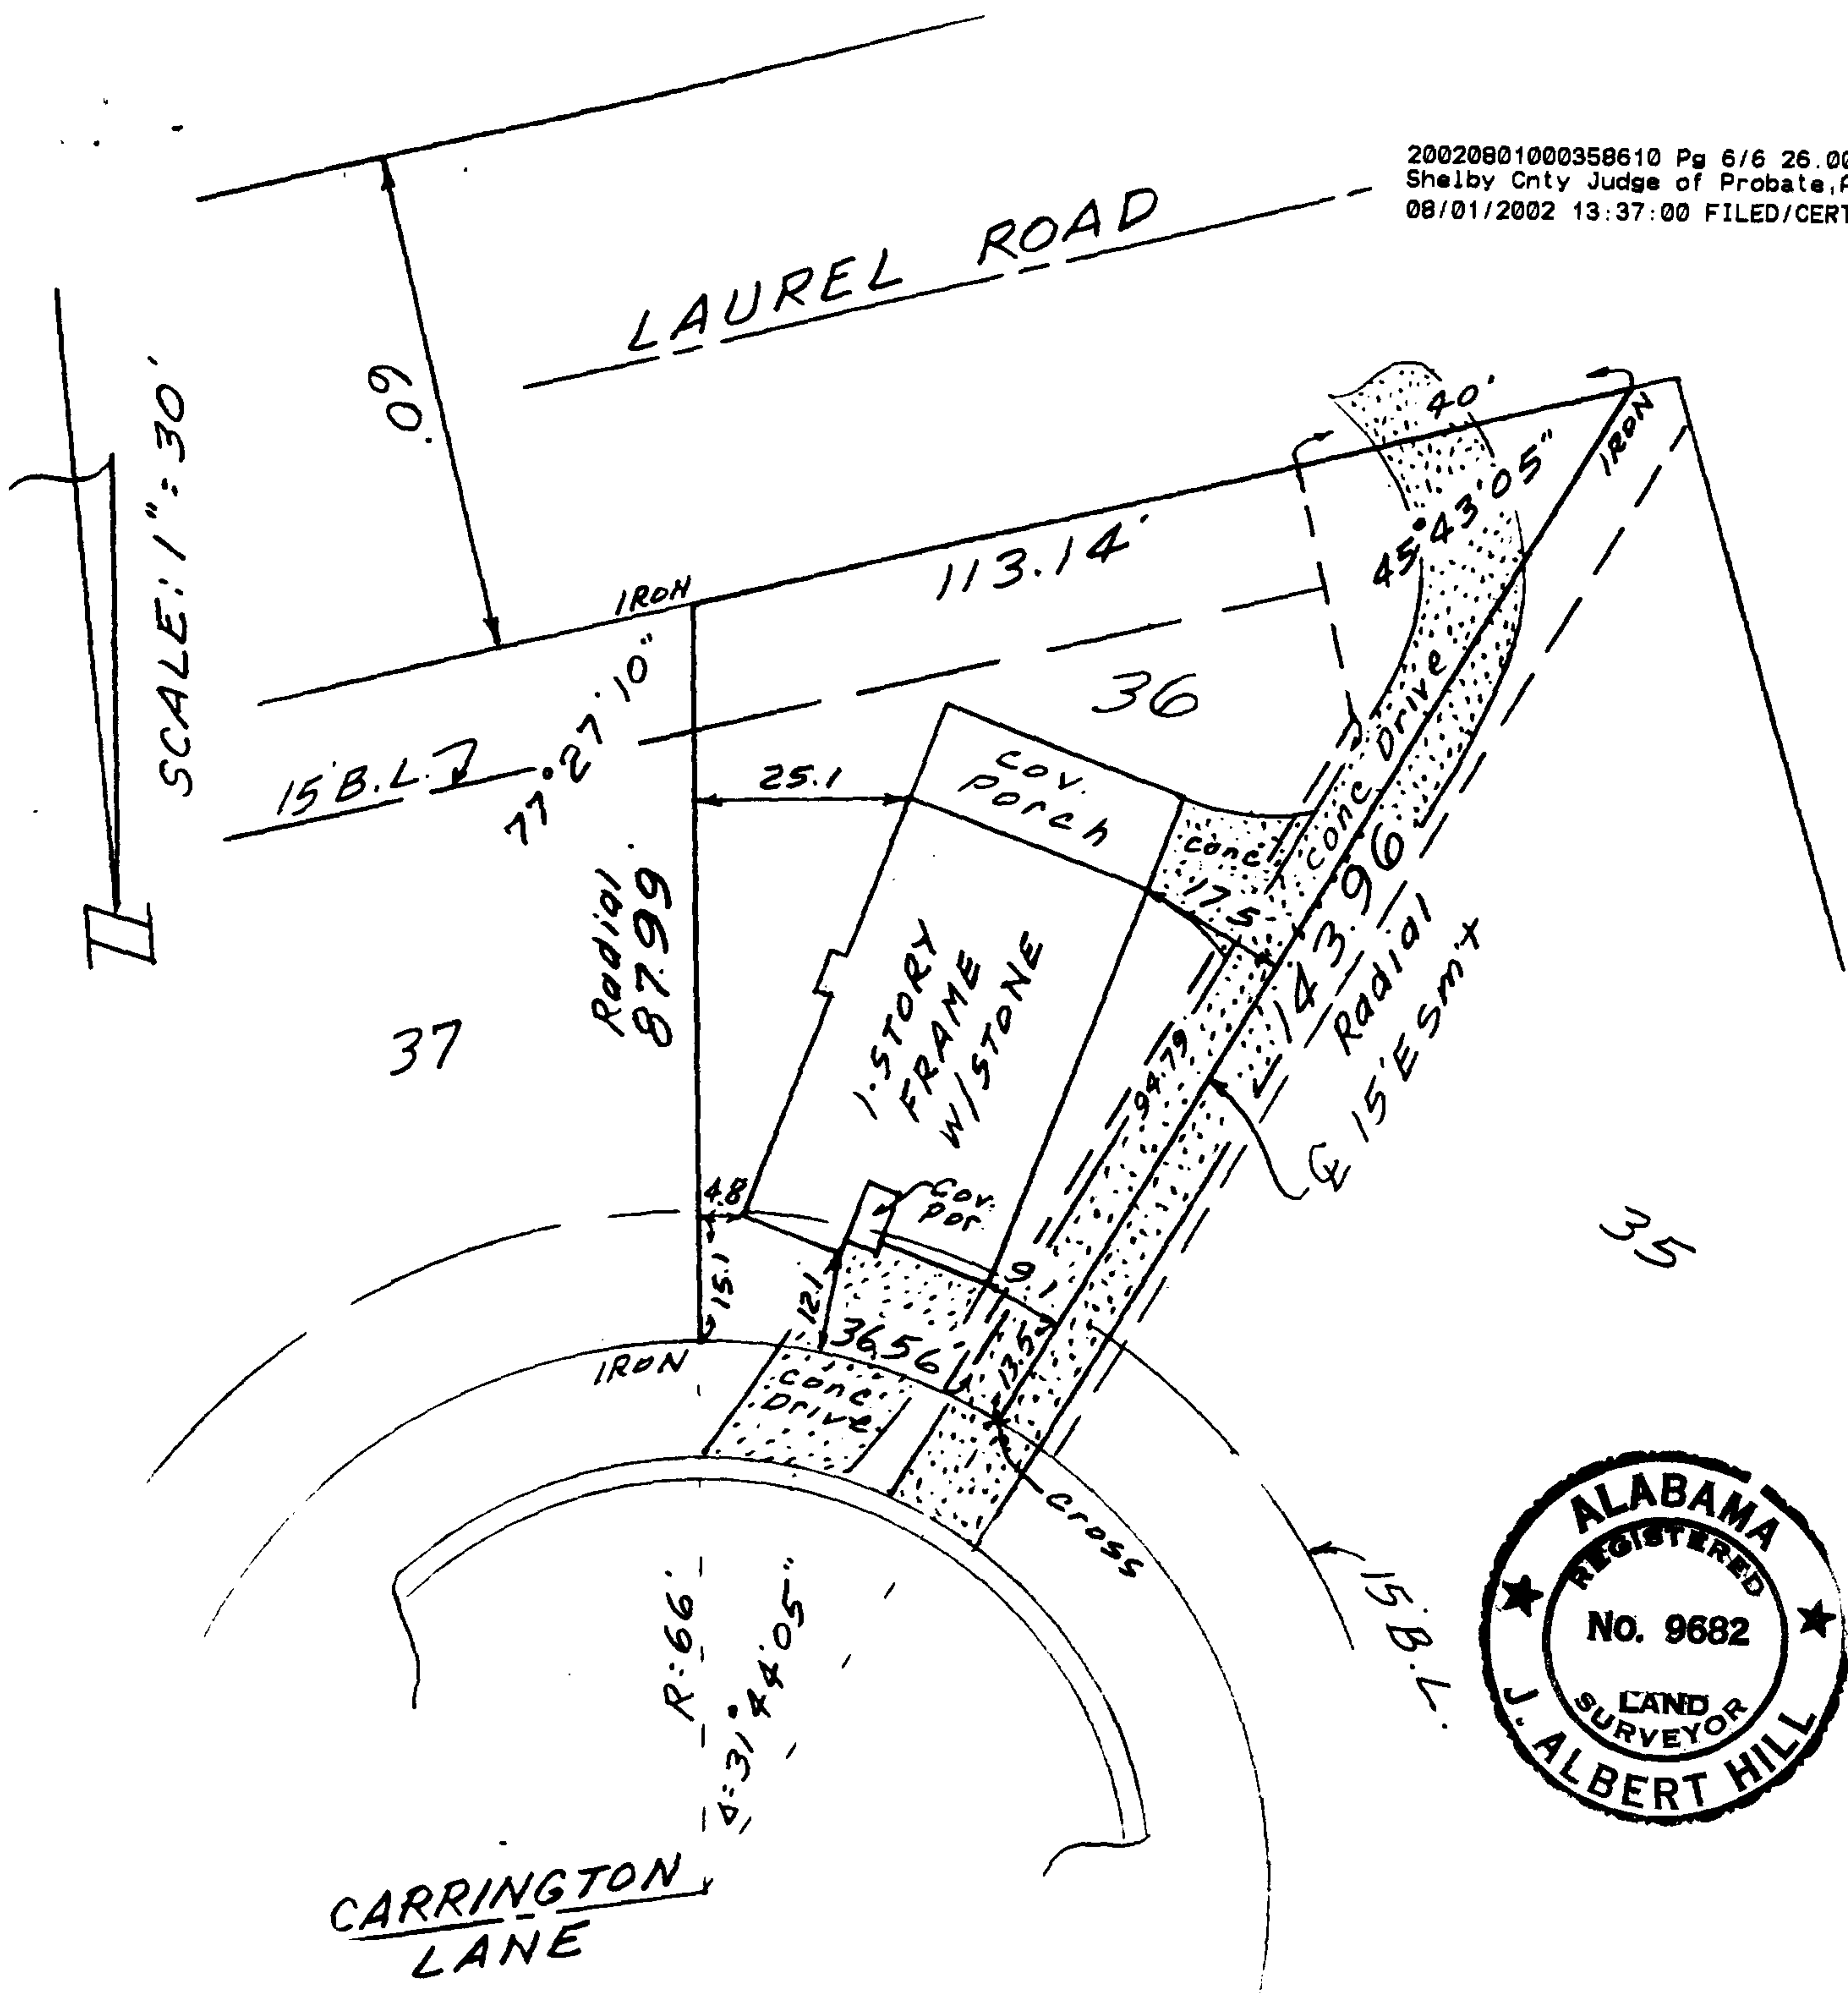 20020801000358610 Pg 6/6 26.00
Shelby Cnty Judge of Probate,
08/01/2002 13:37:00 FILED/CERT
LAUREL ROAD
60'
SCALE: 1"=30'
40'
IRON
45°43'05"
113.14'
IRON
77°27'10"
15' B.L.
36
25.1
Cov.
Porch
Conc.
Conc Drive
17.5
Radial
87.99'
143.96'
Radial
37
1-STORY
FRAME
W/STONE
94.79
℄ 15' Esm't
4.8
Cov.
Por.
35
15.1
12.1
9.1
36.56'
13.5
IRON
Conc.
Drive
Cross
15' B.L.
R=66'
Δ=31°44'05"
CARRINGTON
LANE
ALABAMA
REGISTERED
No. 9682
LAND
SURVEYOR
J. ALBERT HILL